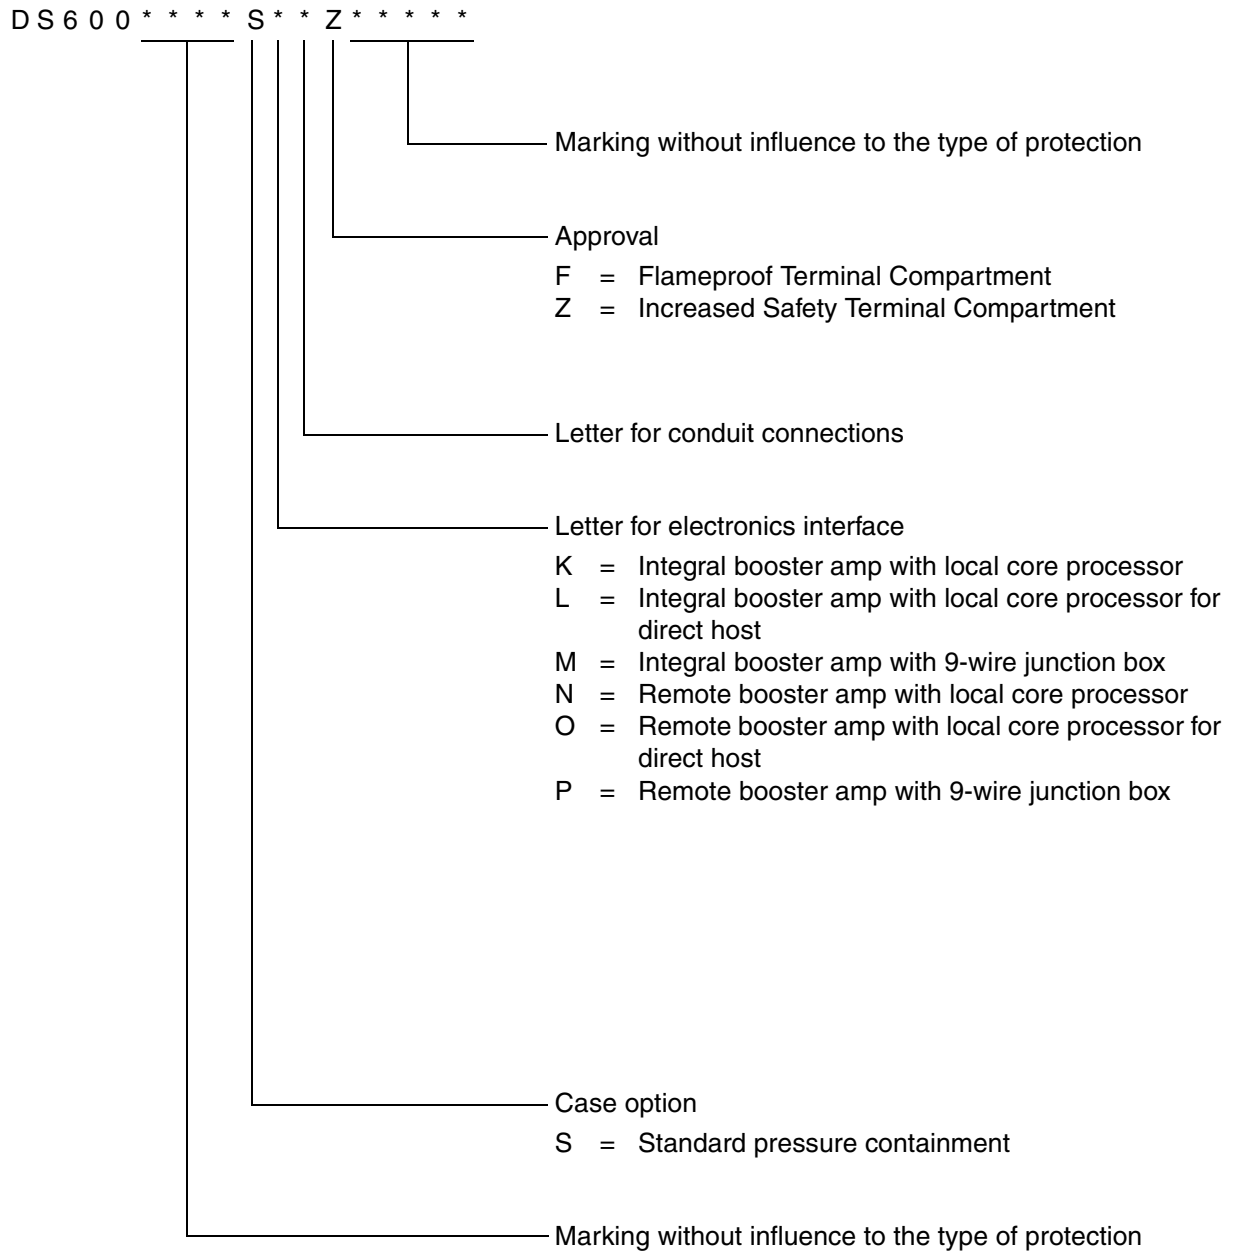 DS600* * * * S* * Z* * * * *
Marking without influence to the type of protection
Approval
F = Flameproof Terminal Compartment
Z = Increased Safety Terminal Compartment
Letter for conduit connections
Letter for electronics interface
K = Integral booster amp with local core processor
L = Integral booster amp with local core processor for
direct host
M = Integral booster amp with 9-wire junction box
N = Remote booster amp with local core processor
O = Remote booster amp with local core processor for
direct host
P = Remote booster amp with 9-wire junction box
Case option
S = Standard pressure containment
Marking without influence to the type of protection